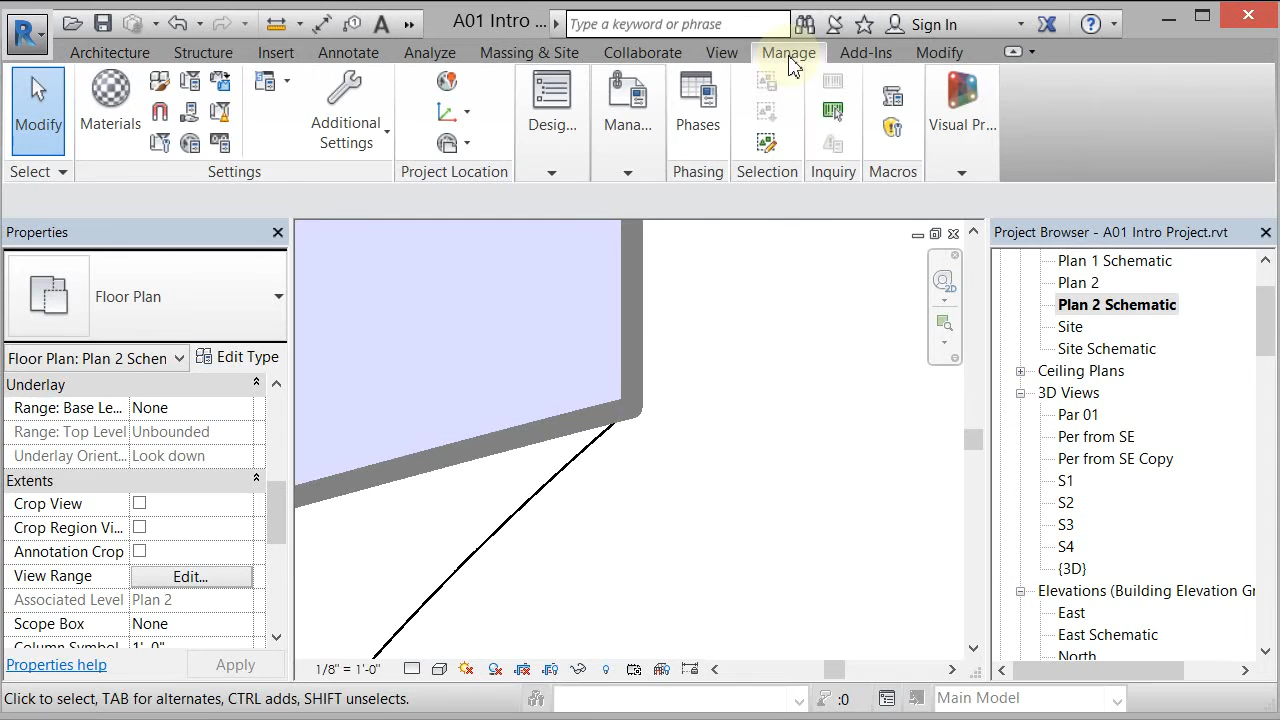 A01 Intro ...
Type a keyword or phrase
Sign In
Architecture
Structure
Insert
Annotate
Analyze
Massing & Site
Collaborate
View
Manage
Add-Ins
Modify
Modify
Materials
Additional
Settings
Desig...
Mana...
Phases
Visual Pr...
Select
Settings
Project Location
Phasing
Selection
Inquiry
Macros
Properties
Floor Plan
Floor Plan: Plan 2 Schen
Edit Type
Underlay
Range: Base Le... None
Range: Top Level Unbounded
Underlay Orient... Look down
Extents
Crop View
Crop Region Vi...
Annotation Crop
View Range Edit...
Associated Level Plan 2
Scope Box None
Properties help
Apply
2D
1/8" = 1'-0"
Project Browser - A01 Intro Project.rvt
Plan 1 Schematic
Plan 2
Plan 2 Schematic
Site
Site Schematic
Ceiling Plans
3D Views
Par 01
Per from SE
Per from SE Copy
S1
S2
S3
S4
{3D}
Elevations (Building Elevation Gr
East
East Schematic
North
Click to select, TAB for alternates, CTRL adds, SHIFT unselects.
:0
Main Model